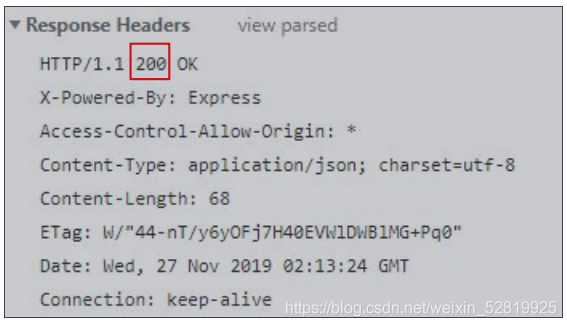 Response Headers view parsed
HTTP/1.1 200 OK
X-Powered-By: Express
Access-Control-Allow-Origin: *
Content-Type: application/json; charset=utf-8
Content-Length: 68
ETag: W/"44-nT/y6yOFj7H40EVWlDWBlMG+Pq0"
Date: Wed, 27 Nov 2019 02:13:24 GMT
Connection: keep-alive
https://blog.csdn.net/weixin_52819925